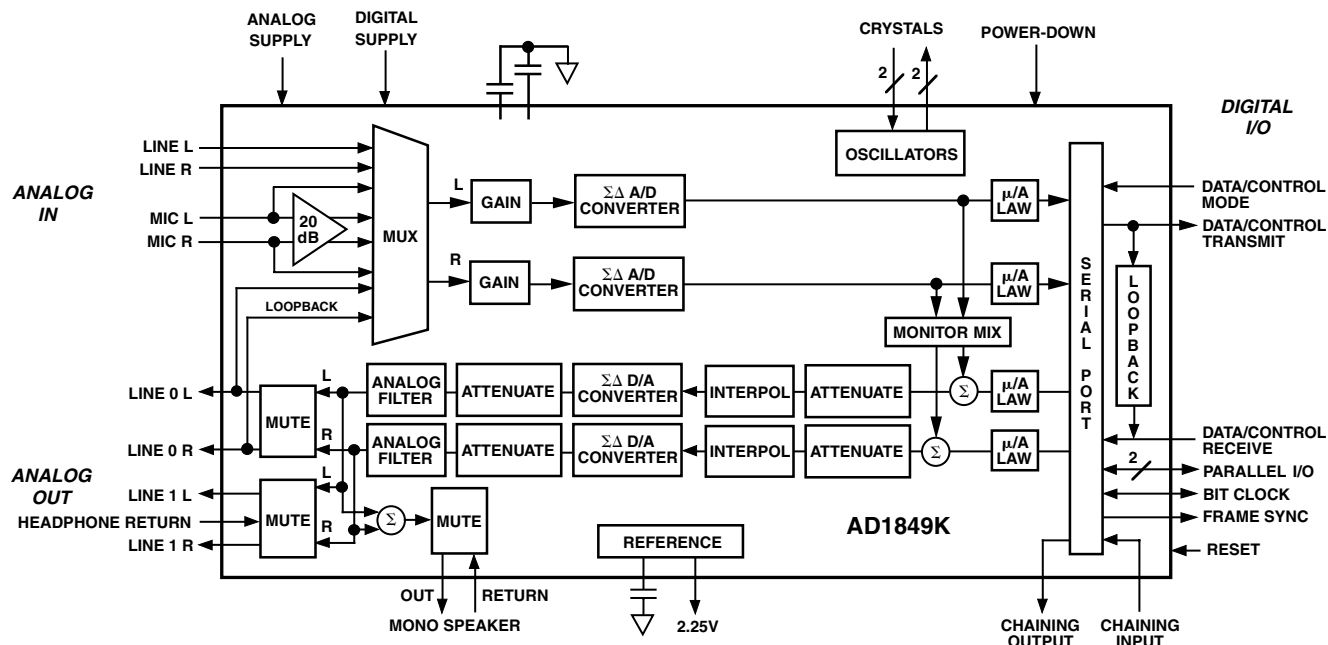 ANALOG
SUPPLY
DIGITAL
SUPPLY
CRYSTALS
POWER-DOWN
2
2
DIGITAL
I/O
ANALOG
IN
LINE L
LINE R
MIC L
MIC R
20
dB
MUX
L
GAIN
ΣΔ A/D
CONVERTER
μ/A
LAW
R
GAIN
ΣΔ A/D
CONVERTER
μ/A
LAW
OSCILLATORS
LOOPBACK
MONITOR MIX
SERIAL PORT
LOOPBACK
DATA/CONTROL
MODE
DATA/CONTROL
TRANSMIT
LINE 0 L
MUTE
L
ANALOG
FILTER
ATTENUATE
ΣΔ D/A
CONVERTER
INTERPOL
ATTENUATE
Σ
μ/A
LAW
LINE 0 R
R
ANALOG
FILTER
ATTENUATE
ΣΔ D/A
CONVERTER
INTERPOL
ATTENUATE
Σ
μ/A
LAW
DATA/CONTROL
RECEIVE
2
PARALLEL I/O
BIT CLOCK
FRAME SYNC
RESET
ANALOG
OUT
LINE 1 L
HEADPHONE RETURN
LINE 1 R
MUTE
L
R
Σ
MUTE
REFERENCE
AD1849K
OUT
RETURN
MONO SPEAKER
2.25V
CHAINING
OUTPUT
CHAINING
INPUT